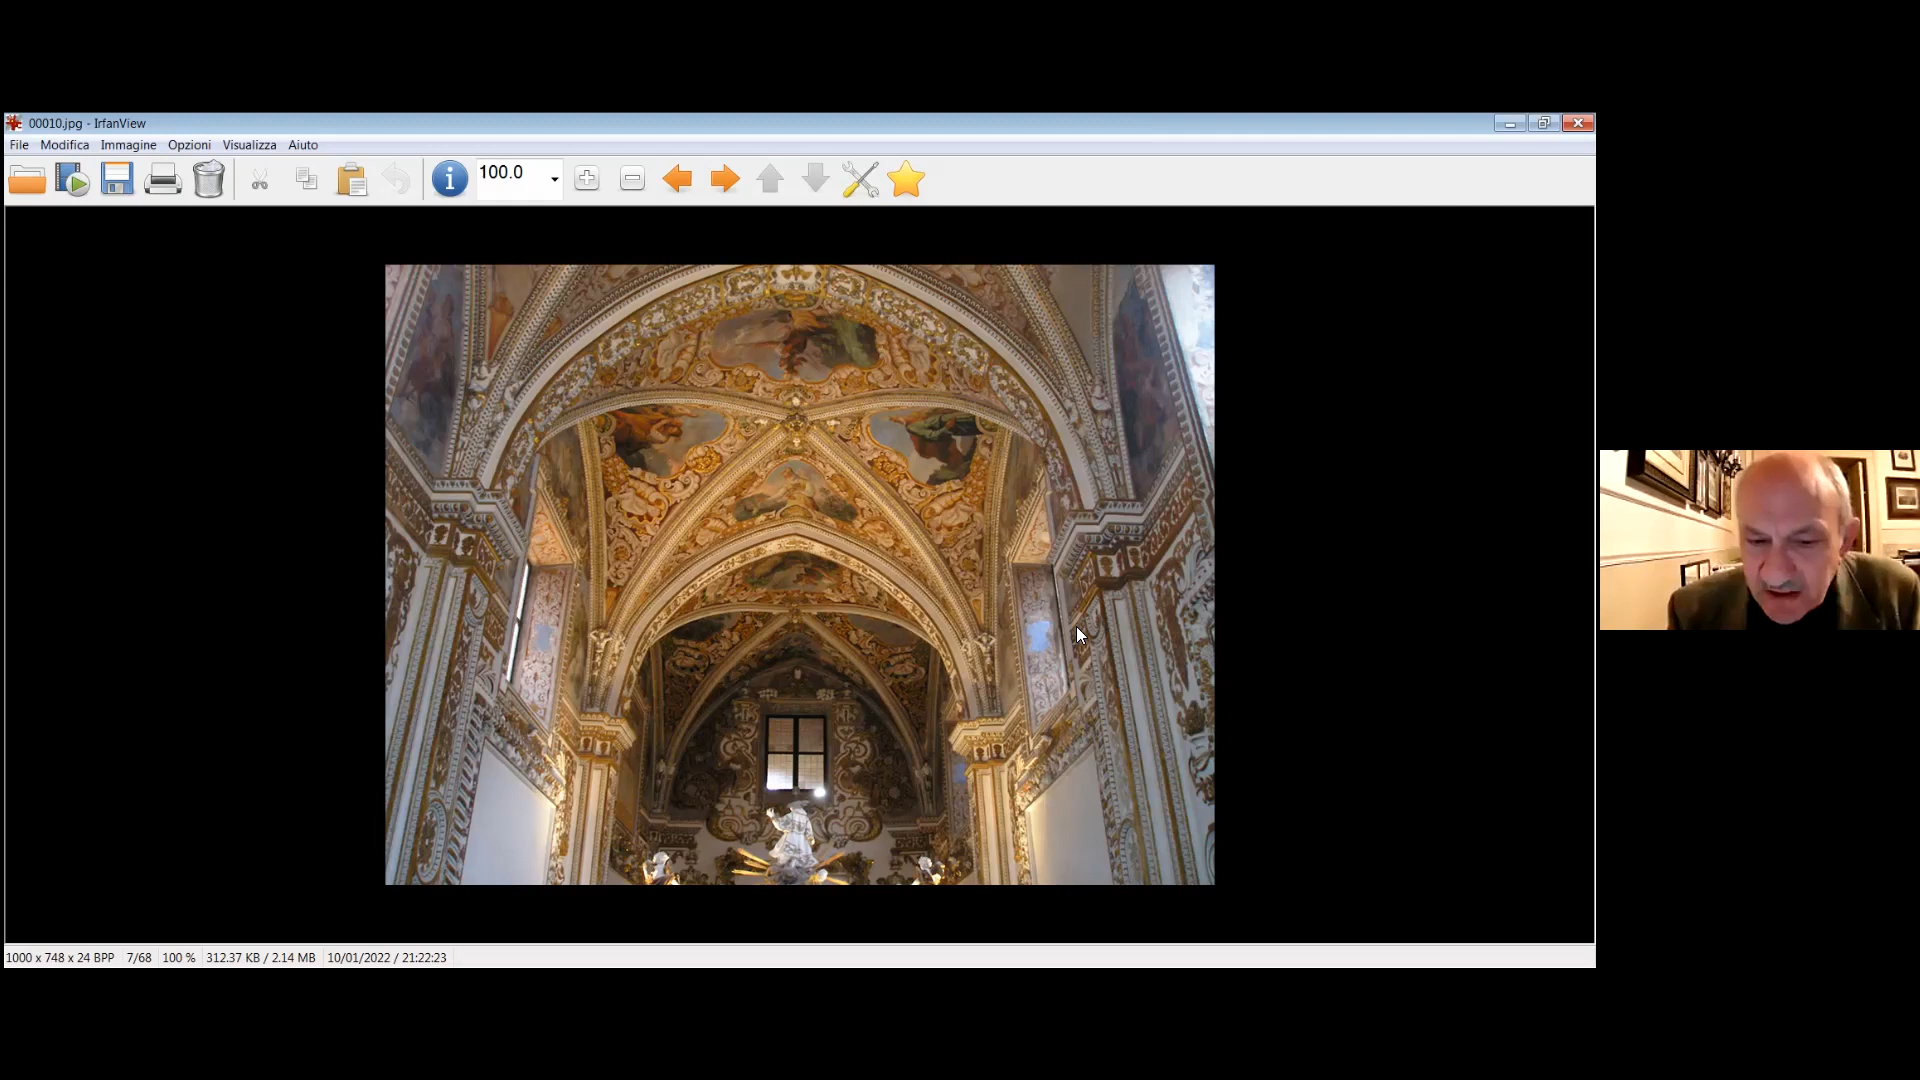 00010.jpg - IrfanView
File Modifica Immagine Opzioni Visualizza Aiuto
100.0
1000 x 748 x 24 BPP 7/68 100 % 312.37 KB / 2.14 MB 10/01/2022 / 21:22:23